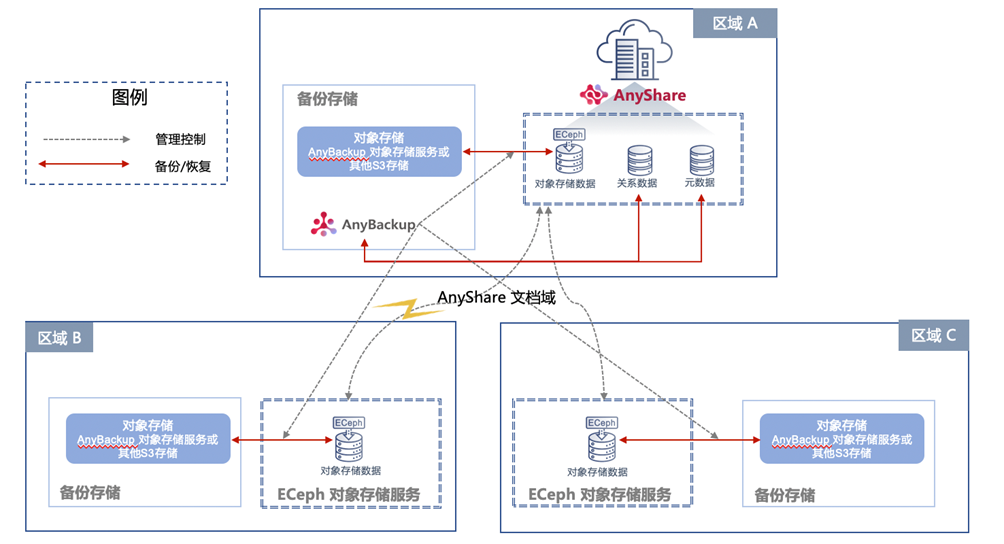 区域 A
AnyShare
图例
管理控制
备份/恢复
备份存储
对象存储
AnyBackup 对象存储服务或
其他S3存储
AnyBackup
ECeph
对象存储数据
关系数据
元数据
AnyShare 文档域
区域 B
对象存储
AnyBackup 对象存储服务或
其他S3存储
备份存储
ECeph
对象存储数据
ECeph 对象存储服务
区域 C
ECeph
对象存储数据
ECeph 对象存储服务
对象存储
AnyBackup 对象存储服务或
其他S3存储
备份存储